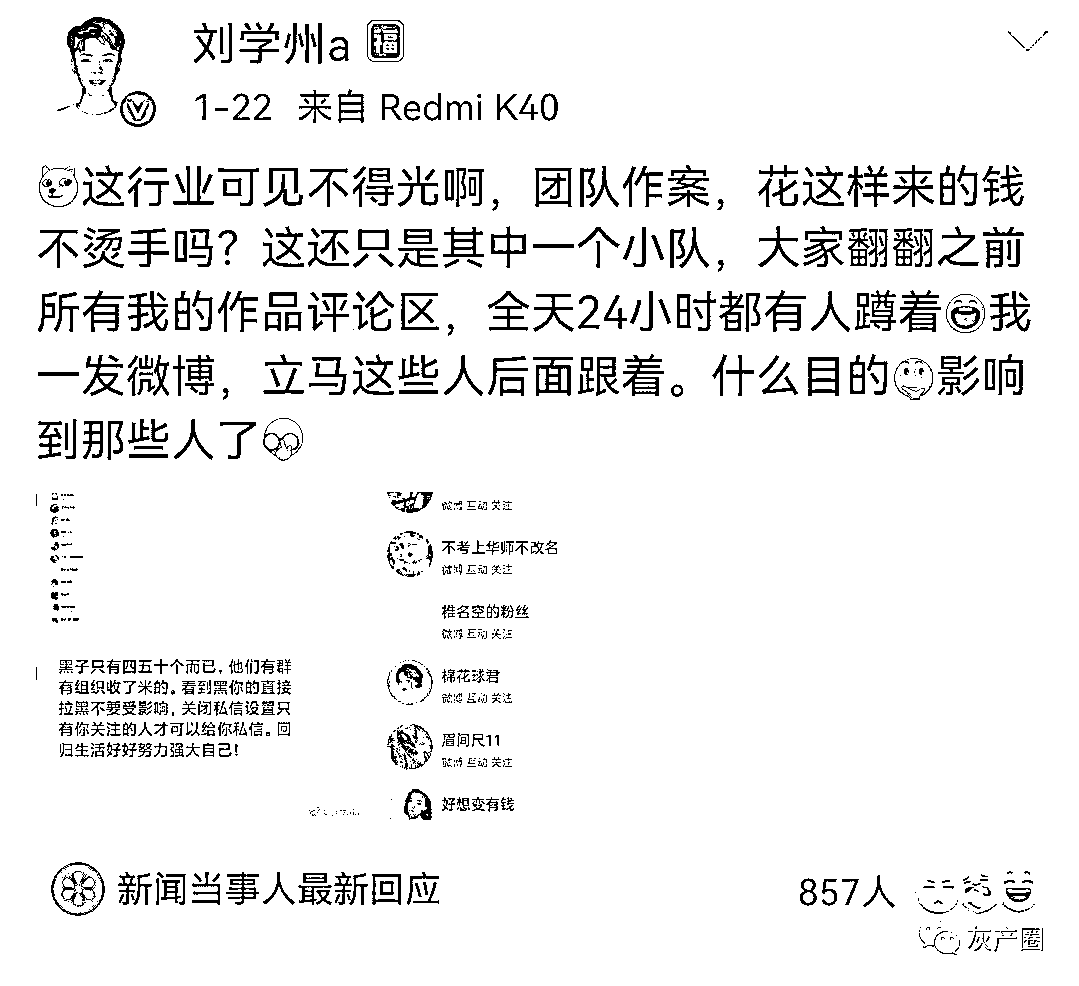 刘学州a 福
1-22 来自 Redmi K40
这行业可见不得光啊，团队作案，花这样来的钱
不烫手吗？这还只是其中一个小队，大家翻翻之前
所有我的作品评论区，全天24小时都有人蹲着我
一发微博，立马这些人后面跟着。什么目的影响
到那些人了
微博 互动 关注
不考上华师不改名
微博 互动 关注
椎名空的粉丝
微博 互动 关注
黑子只有四五十个而已，他们有群
有组织收了米的。看到黑你的直接
拉黑不要受影响，关闭私信设置只
有你关注的人才可以给你私信。回
归生活好好努力强大自己！
棉花球君
微博 互动 关注
眉间尺11
微博 互动 关注
好想变有钱
新闻当事人最新回应
857人
灰产圈